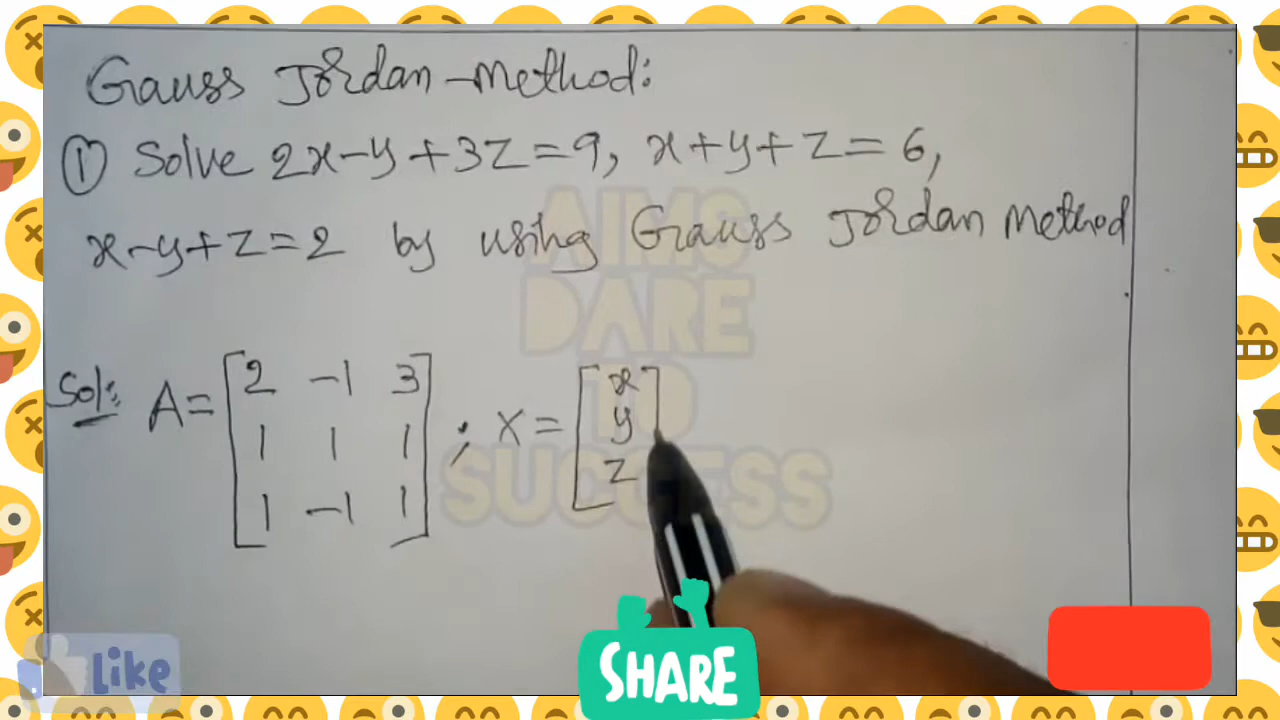 Gauss Jordan Method:
① Solve 2x-y+3z=9, x+y+z=6,
x-y+z=2 by using Gauss Jordan Method.
Sol: A = [2 -1 3
1 1 1
1 -1 1] ; X = [x
y
z
AIMS
DARE
TO
SUCCESS
Like
SHARE